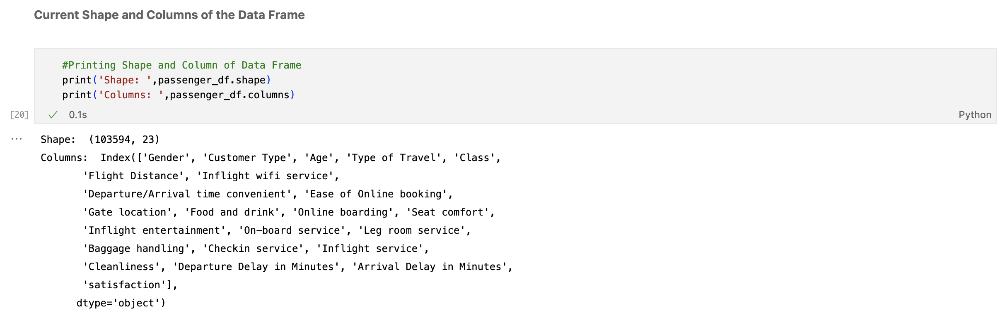 Current Shape and Columns of the Data Frame
#Printing Shape and Column of Data Frame
print('Shape: ',passenger_df.shape)
print('Columns: ',passenger_df.columns)
[20] ✓ 0.1s Python
... Shape:  (103594, 23)
Columns:  Index(['Gender', 'Customer Type', 'Age', 'Type of Travel', 'Class',
'Flight Distance', 'Inflight wifi service',
'Departure/Arrival time convenient', 'Ease of Online booking',
'Gate location', 'Food and drink', 'Online boarding', 'Seat comfort',
'Inflight entertainment', 'On-board service', 'Leg room service',
'Baggage handling', 'Checkin service', 'Inflight service',
'Cleanliness', 'Departure Delay in Minutes', 'Arrival Delay in Minutes',
'satisfaction'],
dtype='object')